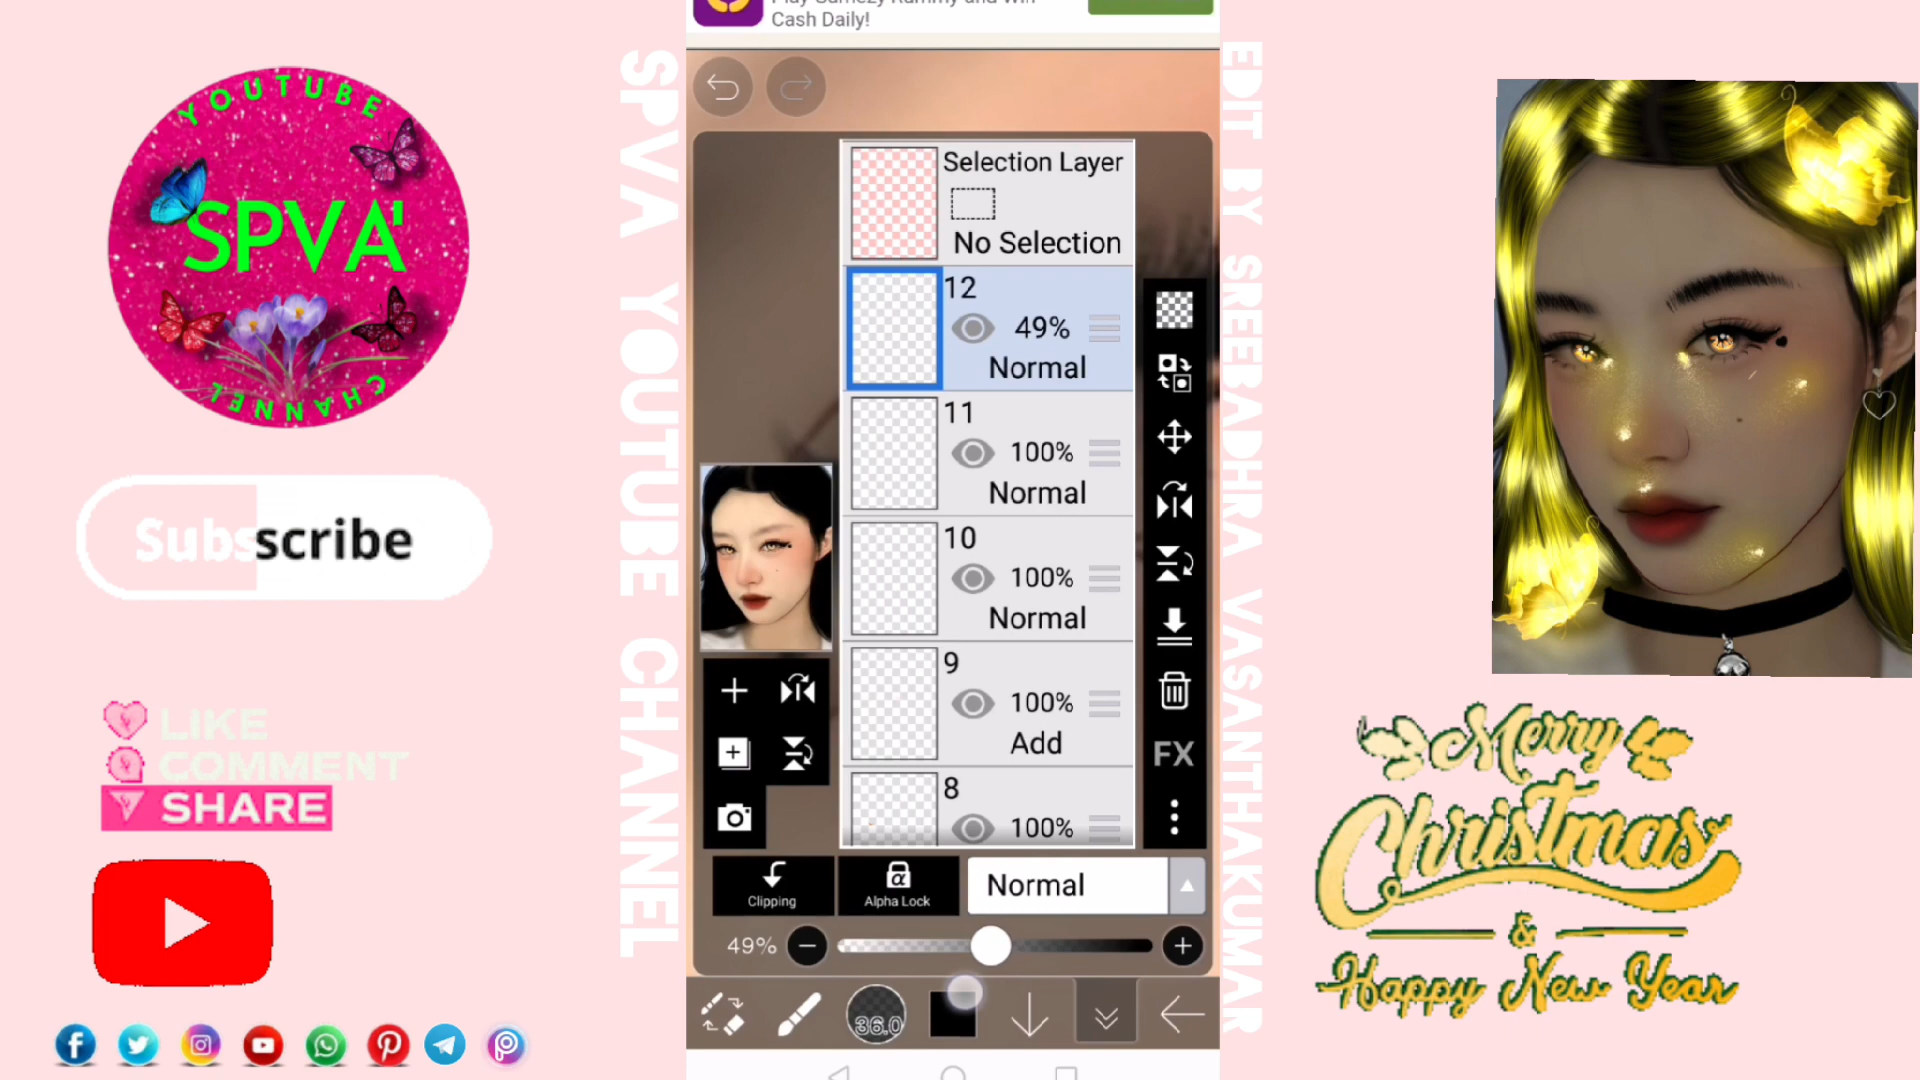 YOUTUBE
SPVA'
CHANNEL
Subscribe
LIKE
COMMENT
SHARE
SPVA YOUTUBE CHANNEL
Cash Daily!
Selection Layer
No Selection
12
49%
Normal
11
100%
Normal
10
100%
Normal
9
100%
Add
8
100%
FX
Clipping
α
Alpha Lock
Normal
49%
36.0
EDIT BY SREEBADHRA VASANTHAKUMAR
Merry
Christmas
&
Happy New Year